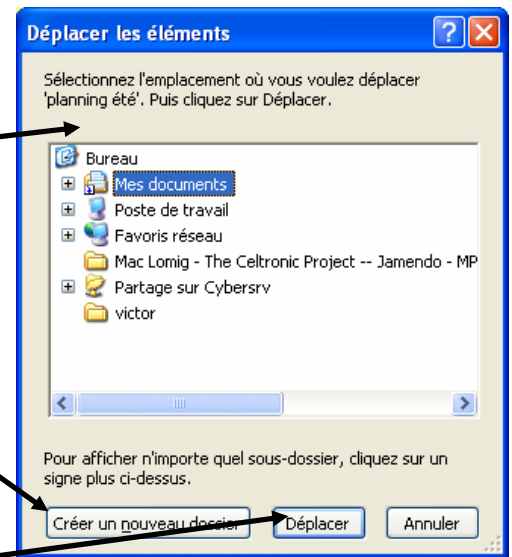 Déplacer les éléments
Sélectionnez l'emplacement où vous voulez déplacer
'planning été'. Puis cliquez sur Déplacer.
Bureau
Mes documents
Poste de travail
Favoris réseau
Mac Lomig - The Celtronic Project -- Jamendo - MP
Partage sur Cybersrv
victor
Pour afficher n'importe quel sous-dossier, cliquez sur un
signe plus ci-dessus.
Créer un nouveau dossier
Déplacer
Annuler